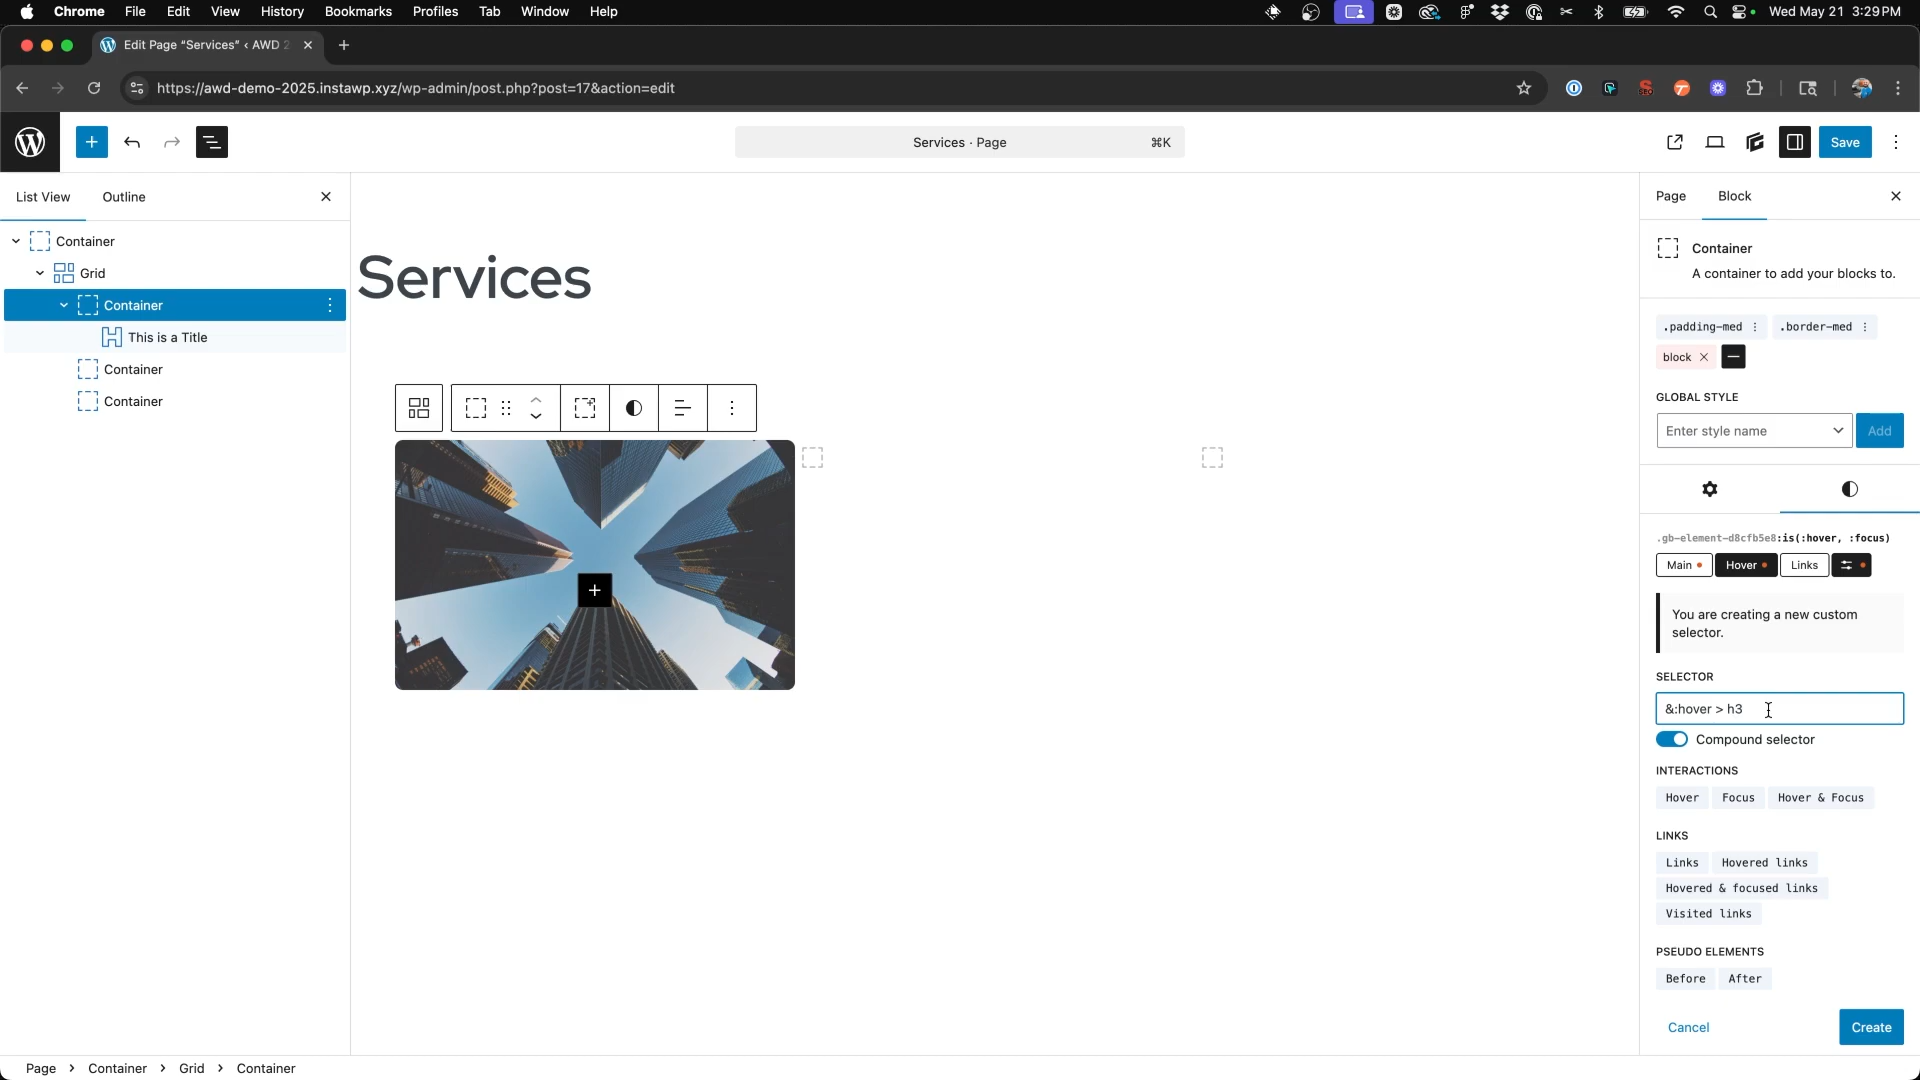 Chrome File Edit View History Bookmarks Profiles Tab Window Help Wed May 21 3:29 PM
Edit Page “Services” ‹ AWD 2
https://awd-demo-2025.instawp.xyz/wp-admin/post.php?post=17&action=edit
Services · Page ⌘K Save
List View Outline
Container
Grid
Container
This is a Title
Container
Container
Services
Page Block
Container
A container to add your blocks to.
.padding-med .border-med
block
GLOBAL STYLE
Enter style name Add
.gb-element-d8cfb5e8:is(:hover, :focus)
Main Hover Links
You are creating a new custom
selector.
SELECTOR
&:hover > h3
Compound selector
INTERACTIONS
Hover Focus Hover & Focus
LINKS
Links Hovered links
Hovered & focused links
Visited links
PSEUDO ELEMENTS
Before After
Cancel Create
Page › Container › Grid › Container